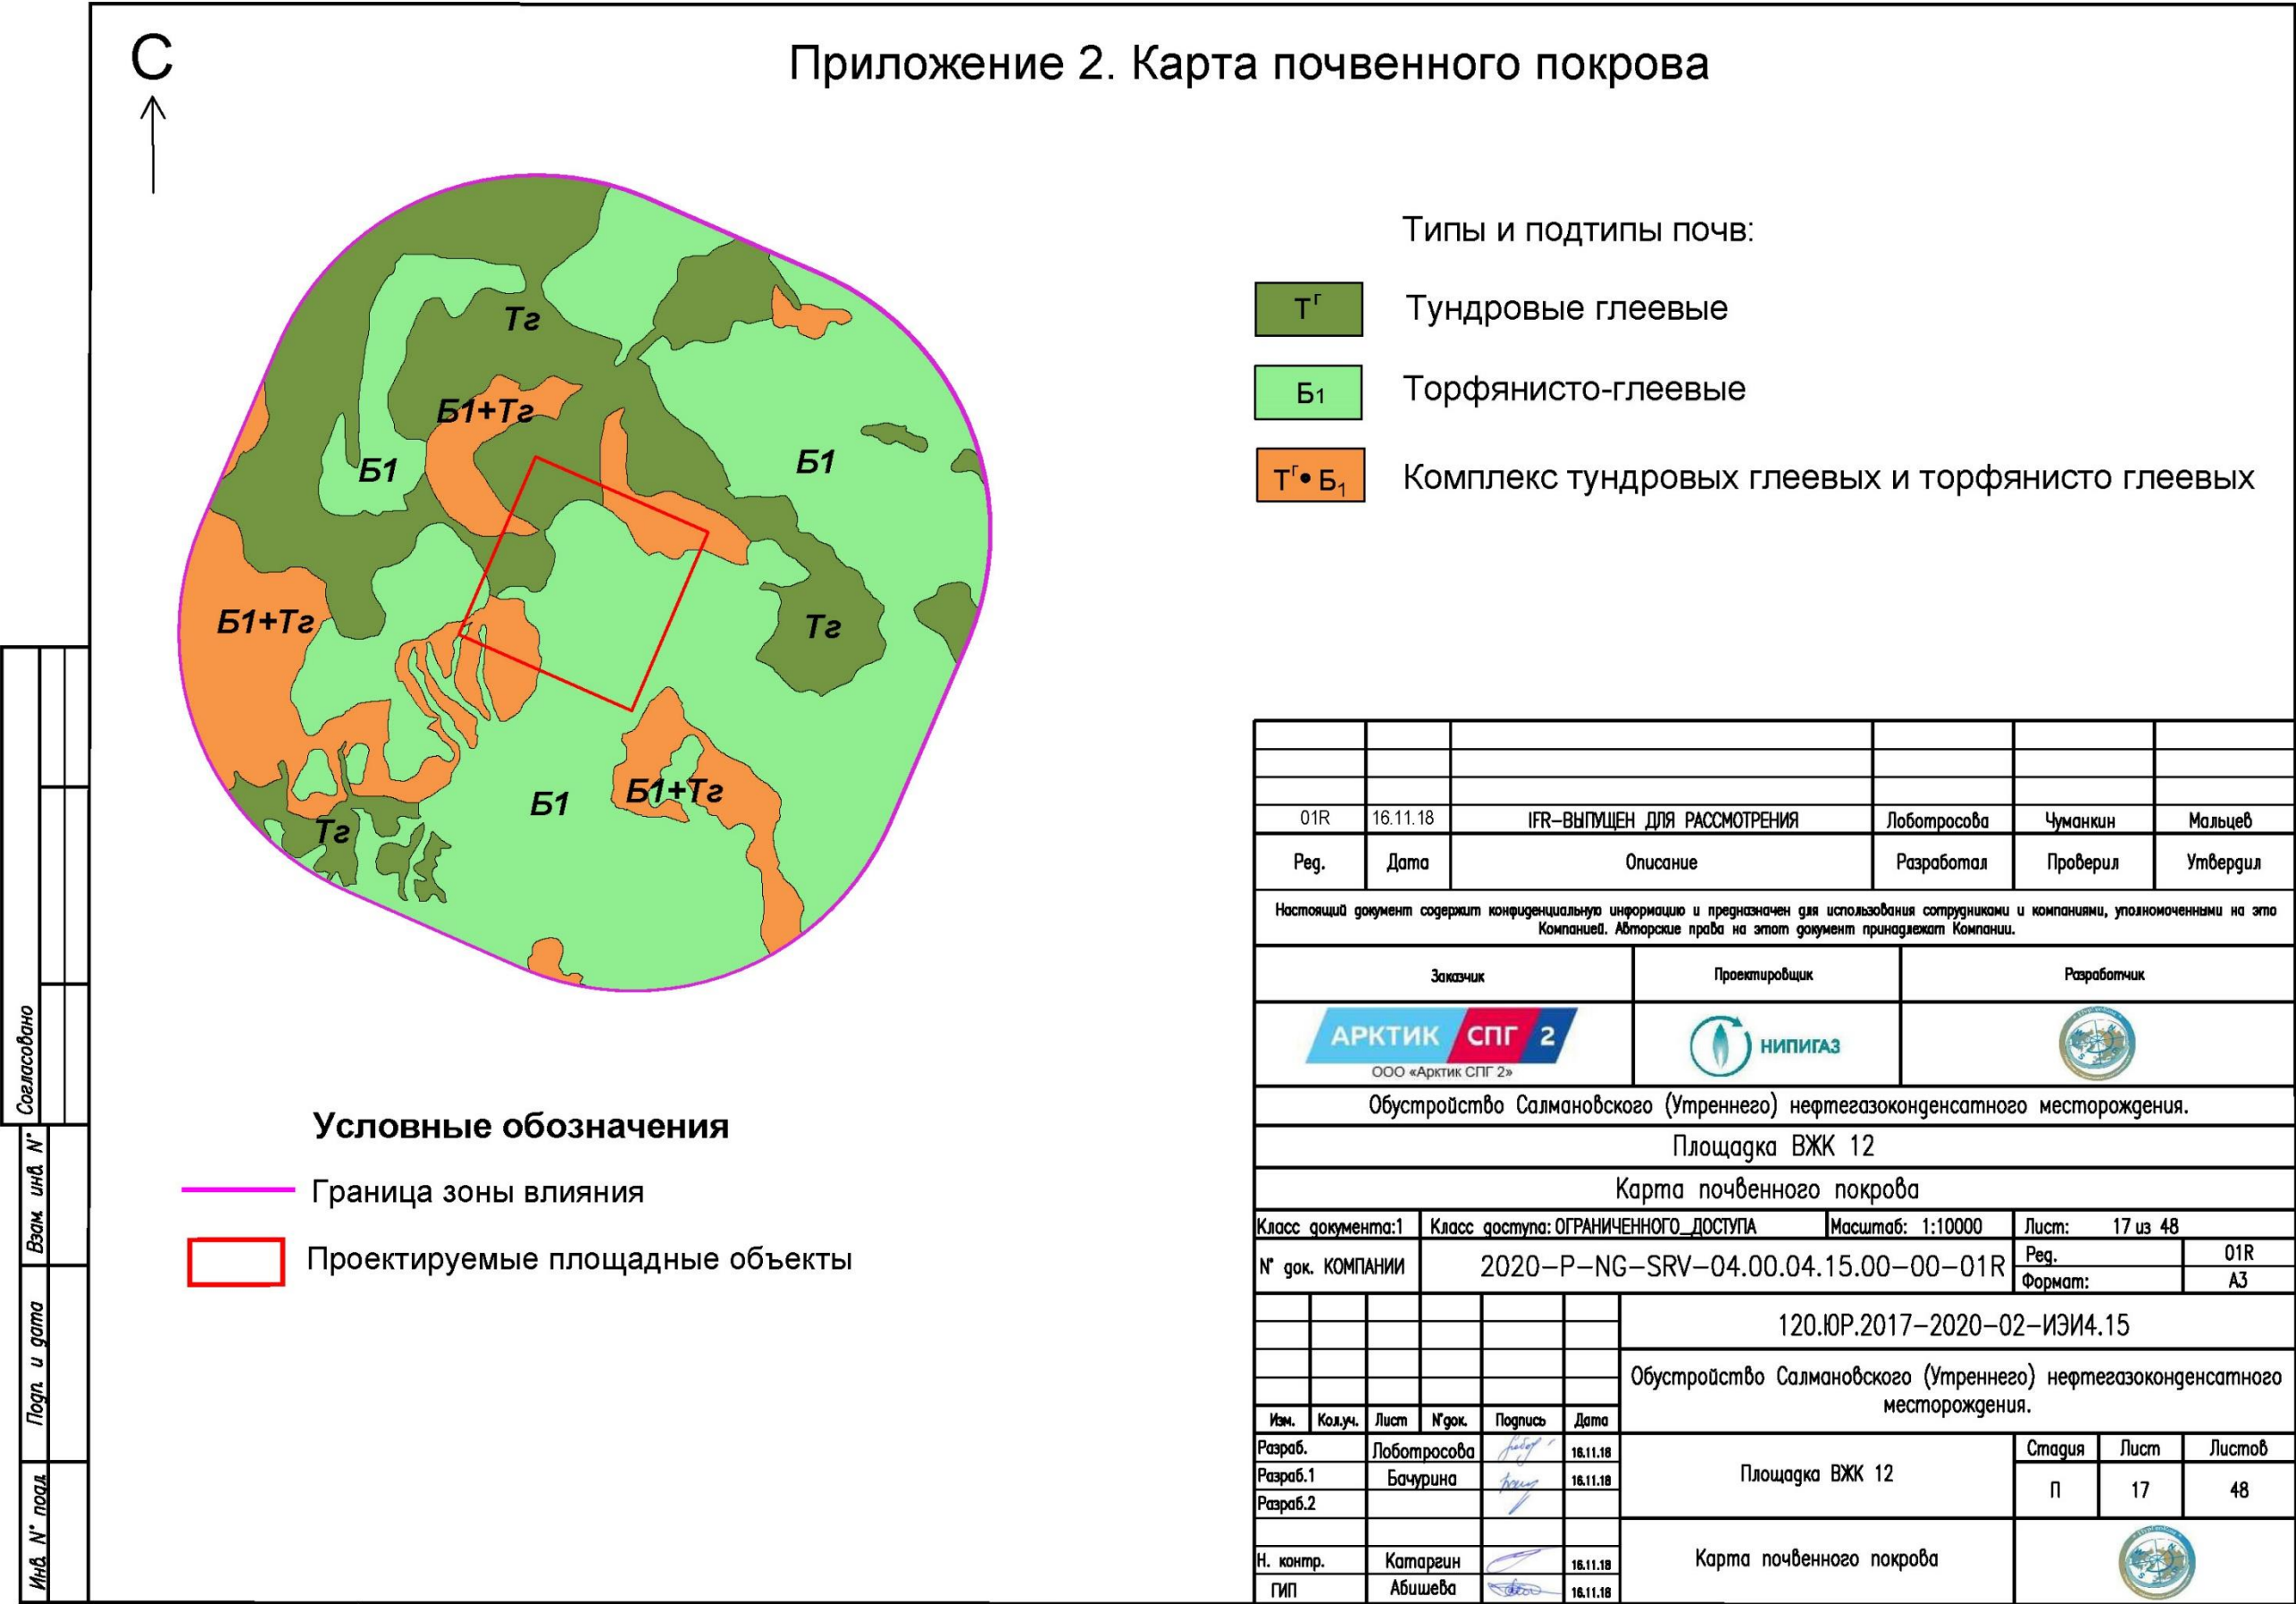 С
Приложение 2. Карта почвенного покрова
Типы и подтипы почв:
Тг Тундровые глеевые
Б1 Торфянисто-глеевые
Тг•Б1 Комплекс тундровых глеевых и торфянисто глеевых
Тг
Б1+Тг
Б1
Б1
Б1+Тг
Тг
Б1+Тг
Б1
Тг
Условные обозначения
Граница зоны влияния
Проектируемые площадные объекты
Согласовано
Взам. инв. №
Подп. и дата
Инв. № подл.
01R 16.11.18 IFR-ВЫПУЩЕН ДЛЯ РАССМОТРЕНИЯ Лоботросова Чуманкин Мальцев
Ред. Дата Описание Разработал Проверил Утвердил
Настоящий документ содержит конфиденциальную информацию и предназначен для использования сотрудниками и компаниями, уполномоченными на это
Компанией. Авторские права на этот документ принадлежат Компании.
Заказчик Проектировщик Разработчик
АРКТИК СПГ 2
ООО «Арктик СПГ 2»
НИПИГАЗ
Обустройство Салмановского (Утреннего) нефтегазоконденсатного месторождения.
Площадка ВЖК 12
Карта почвенного покрова
Класс документа:1 Класс доступа: ОГРАНИЧЕННОГО_ДОСТУПА Масштаб: 1:10000 Лист: 17 из 48
N° док. КОМПАНИИ 2020-P-NG-SRV-04.00.04.15.00-00-01R Ред. 01R
Формат: А3
120.ЮР.2017-2020-02-ИЭИ4.15
Обустройство Салмановского (Утреннего) нефтегазоконденсатного
месторождения.
Изм. Кол.уч. Лист N°док. Подпись Дата
Разраб. Лоботросова 16.11.18
Разраб.1 Бачурина 16.11.18
Разраб.2
Площадка ВЖК 12
Стадия Лист Листов
П 17 48
Н. контр. Катаргин 16.11.18
ГИП Абишева 16.11.18
Карта почвенного покрова